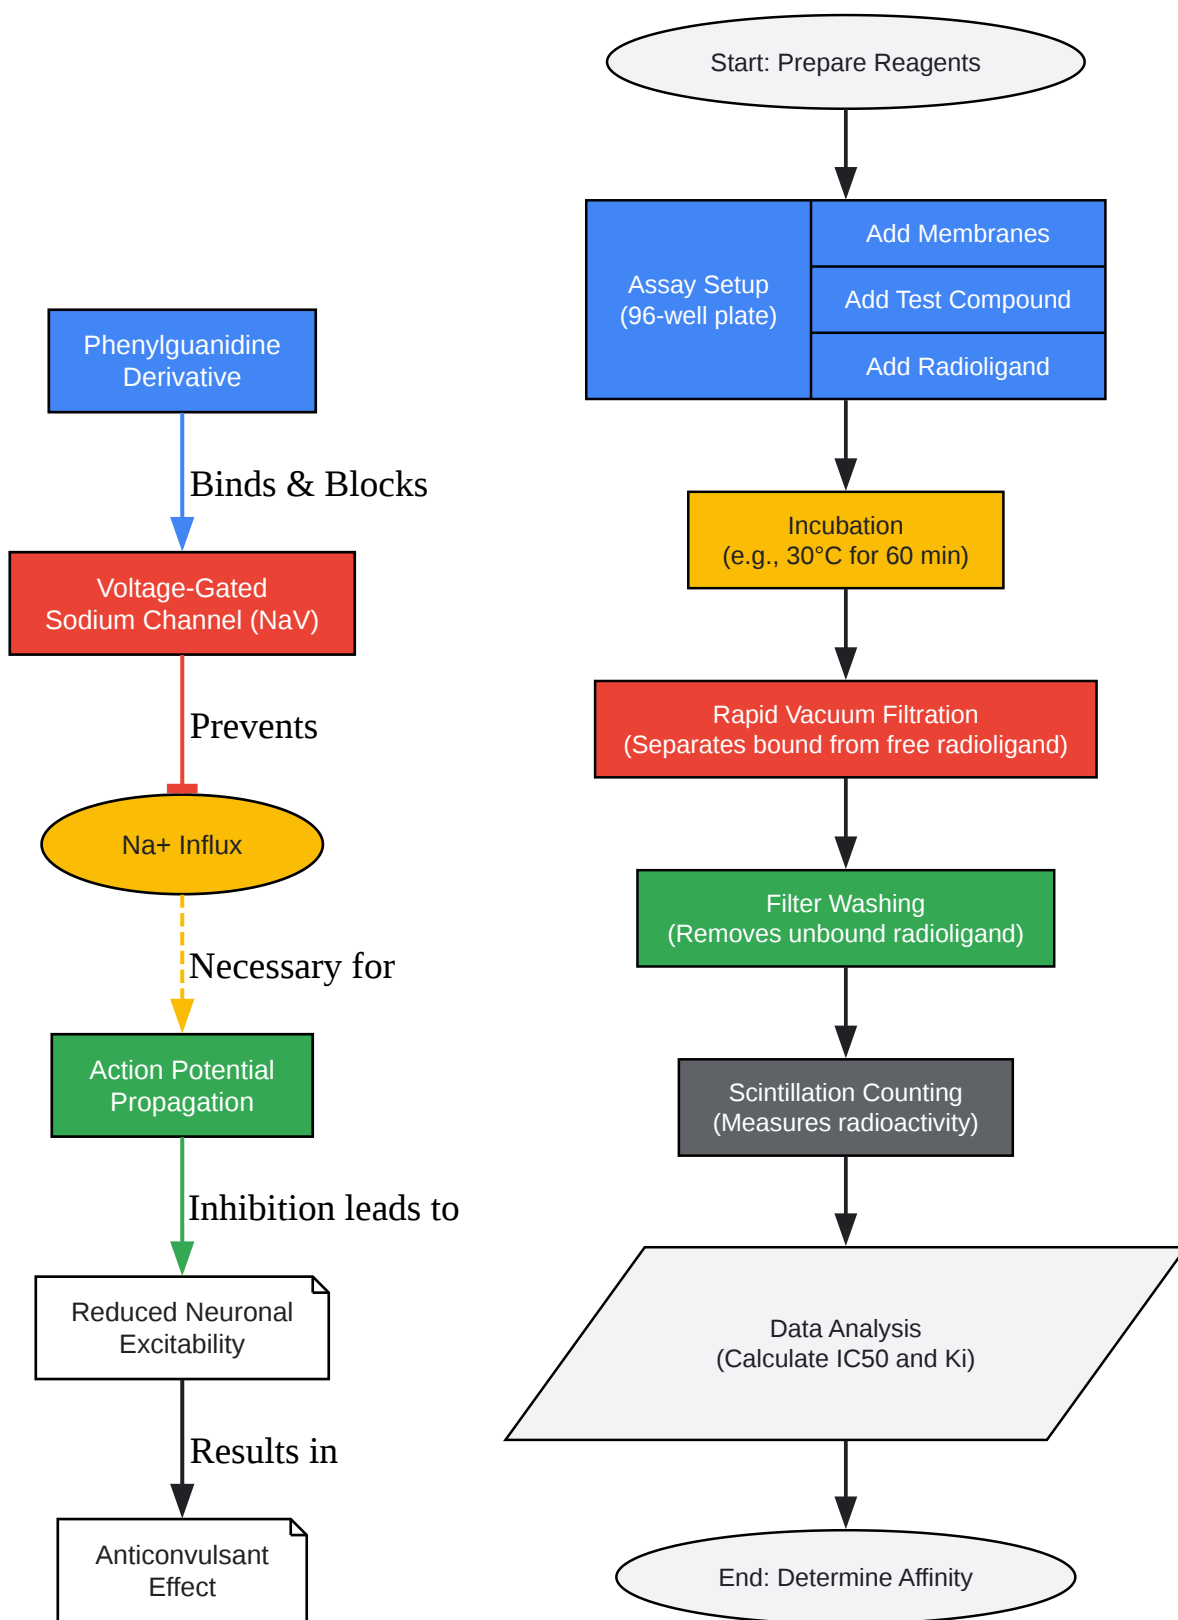 Phenylguanidine
Derivative
Binds & Blocks
Voltage-Gated
Sodium Channel (NaV)
Prevents
Na+ Influx
Necessary for
Action Potential
Propagation
Inhibition leads to
Reduced Neuronal
Excitability
Results in
Anticonvulsant
Effect
Start: Prepare Reagents
Assay Setup
(96-well plate)
Add Membranes
Add Test Compound
Add Radioligand
Incubation
(e.g., 30°C for 60 min)
Rapid Vacuum Filtration
(Separates bound from free radioligand)
Filter Washing
(Removes unbound radioligand)
Scintillation Counting
(Measures radioactivity)
Data Analysis
(Calculate IC50 and Ki)
End: Determine Affinity